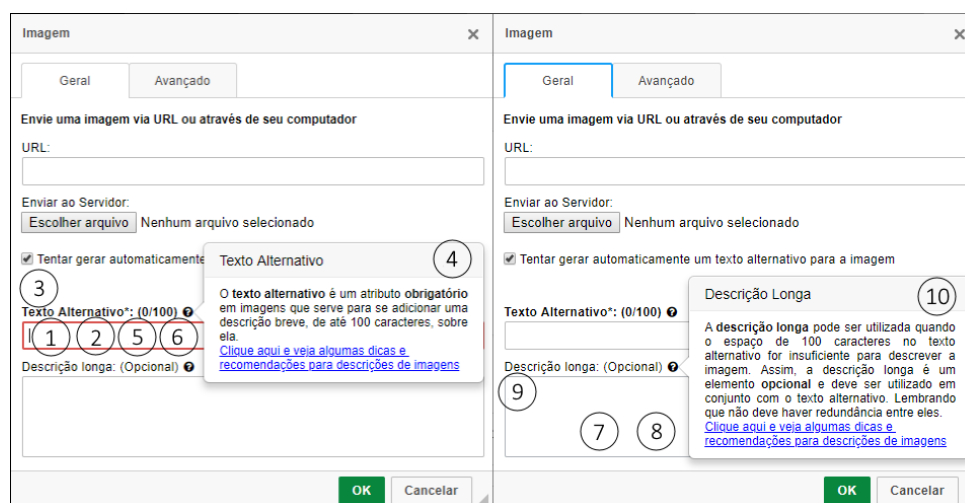 Imagem ×
Geral Avançado
Envie uma imagem via URL ou através de seu computador
URL:
Enviar ao Servidor:
Escolher arquivo Nenhum arquivo selecionado
Tentar gerar automaticamente
3
Texto Alternativo*: (0/100) ?
1 2 5 6
Texto Alternativo 4
O texto alternativo é um atributo obrigatório
em imagens que serve para se adicionar uma
descrição breve, de até 100 caracteres, sobre
ela.
Clique aqui e veja algumas dicas e
recomendações para descrições de imagens
Descrição longa: (Opcional) ?
OK Cancelar
Imagem ×
Geral Avançado
Envie uma imagem via URL ou através de seu computador
URL:
Enviar ao Servidor:
Escolher arquivo Nenhum arquivo selecionado
Tentar gerar automaticamente um texto alternativo para a imagem
Texto Alternativo*: (0/100) ?
Descrição longa: (Opcional) ?
9
7 8
Descrição Longa 10
A descrição longa pode ser utilizada quando
o espaço de 100 caracteres no texto
alternativo for insuficiente para descrever a
imagem. Assim, a descrição longa é um
elemento opcional e deve ser utilizado em
conjunto com o texto alternativo. Lembrando
que não deve haver redundância entre eles.
Clique aqui e veja algumas dicas e
recomendações para descrições de imagens
OK Cancelar